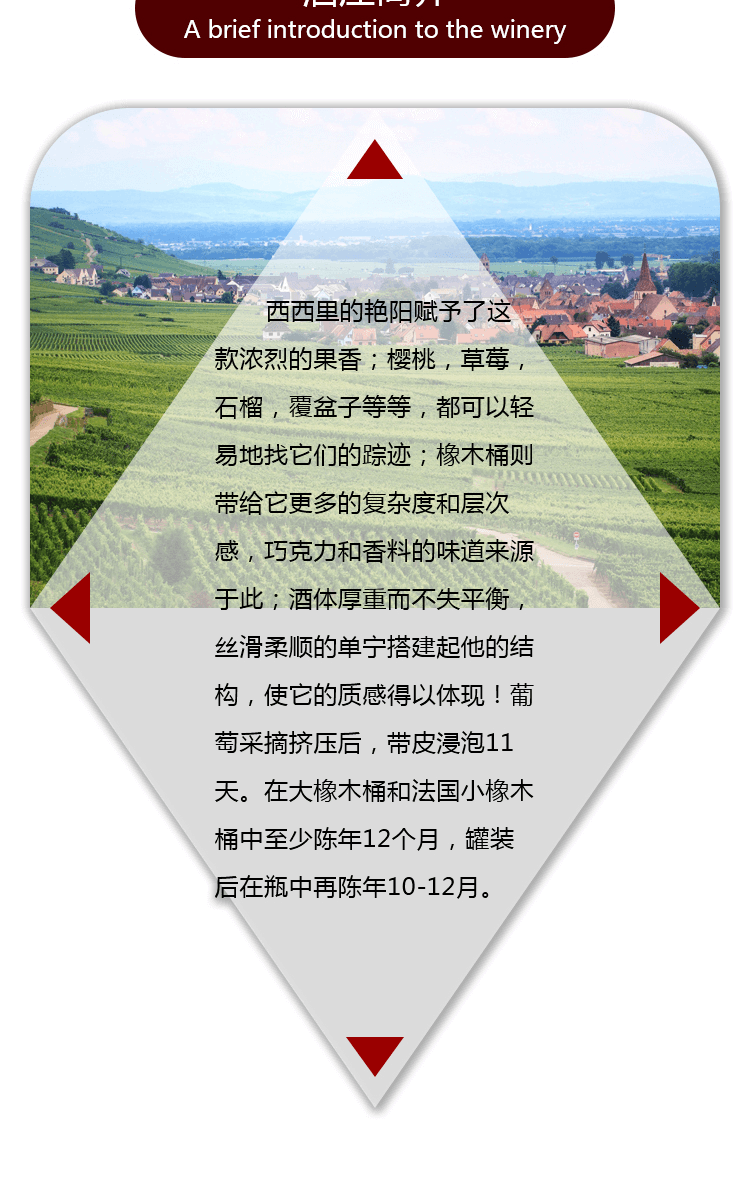 A brief introduction to the winery
西西里的艳阳赋予了这
款浓烈的果香；樱桃，草莓，
石榴，覆盆子等等，都可以轻
易地找它们的踪迹；橡木桶则
带给它更多的复杂度和层次
感，巧克力和香料的味道来源
于此；酒体厚重而不失平衡，
丝滑柔顺的单宁搭建起他的结
构，使它的质感得以体现！葡
萄采摘挤压后，带皮浸泡11
天。在大橡木桶和法国小橡木
桶中至少陈年12个月，罐装
后在瓶中再陈年10-12月。